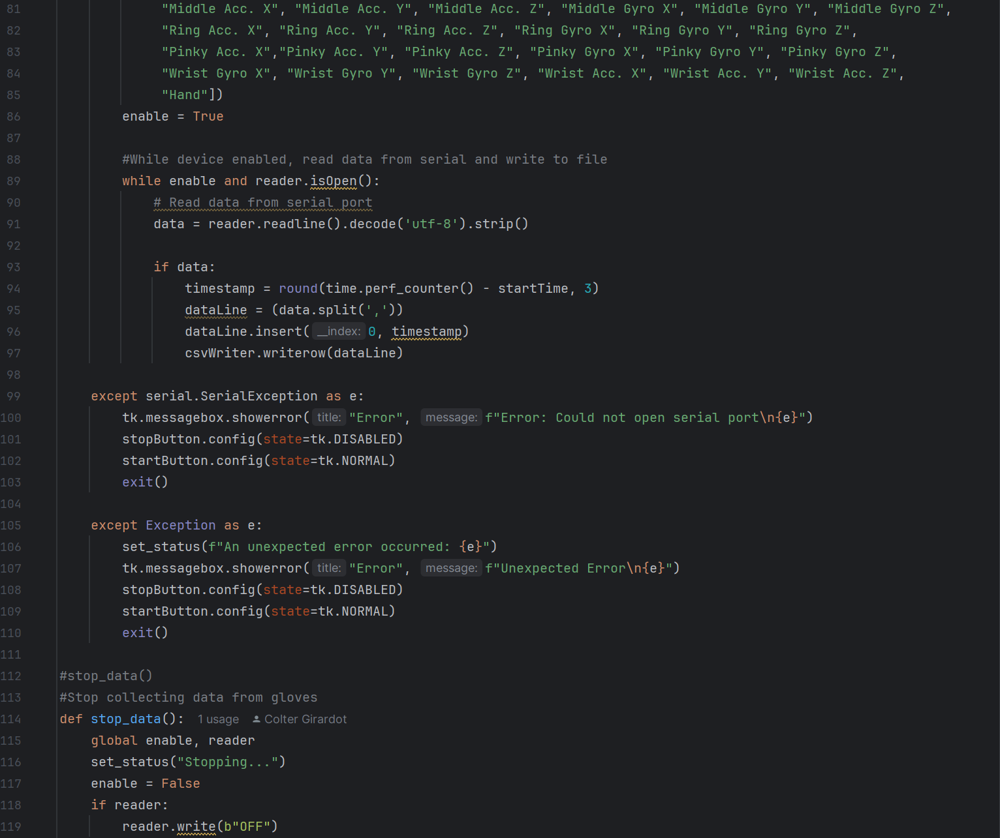 81 "Middle Acc. X", "Middle Acc. Y", "Middle Acc. Z", "Middle Gyro X", "Middle Gyro Y", "Middle Gyro Z",
82 "Ring Acc. X", "Ring Acc. Y", "Ring Acc. Z", "Ring Gyro X", "Ring Gyro Y", "Ring Gyro Z",
83 "Pinky Acc. X","Pinky Acc. Y", "Pinky Acc. Z", "Pinky Gyro X", "Pinky Gyro Y", "Pinky Gyro Z",
84 "Wrist Gyro X", "Wrist Gyro Y", "Wrist Gyro Z", "Wrist Acc. X", "Wrist Acc. Y", "Wrist Acc. Z",
85 "Hand"])
86 enable = True
87
88 #While device enabled, read data from serial and write to file
89 while enable and reader.isOpen():
90 # Read data from serial port
91 data = reader.readline().decode('utf-8').strip()
92
93 if data:
94 timestamp = round(time.perf_counter() - startTime, 3)
95 dataLine = (data.split(','))
96 dataLine.insert(__index: 0, timestamp)
97 csvWriter.writerow(dataLine)
98
99 except serial.SerialException as e:
100 tk.messagebox.showerror(title: "Error", message: f"Error: Could not open serial port\n{e}")
101 stopButton.config(state=tk.DISABLED)
102 startButton.config(state=tk.NORMAL)
103 exit()
104
105 except Exception as e:
106 set_status(f"An unexpected error occurred: {e}")
107 tk.messagebox.showerror(title: "Error", message: f"Unexpected Error\n{e}")
108 stopButton.config(state=tk.DISABLED)
109 startButton.config(state=tk.NORMAL)
110 exit()
111
112 #stop_data()
113 #Stop collecting data from gloves
114 def stop_data(): 1 usage Colter Girardot
115 global enable, reader
116 set_status("Stopping...")
117 enable = False
118 if reader:
119 reader.write(b"OFF")